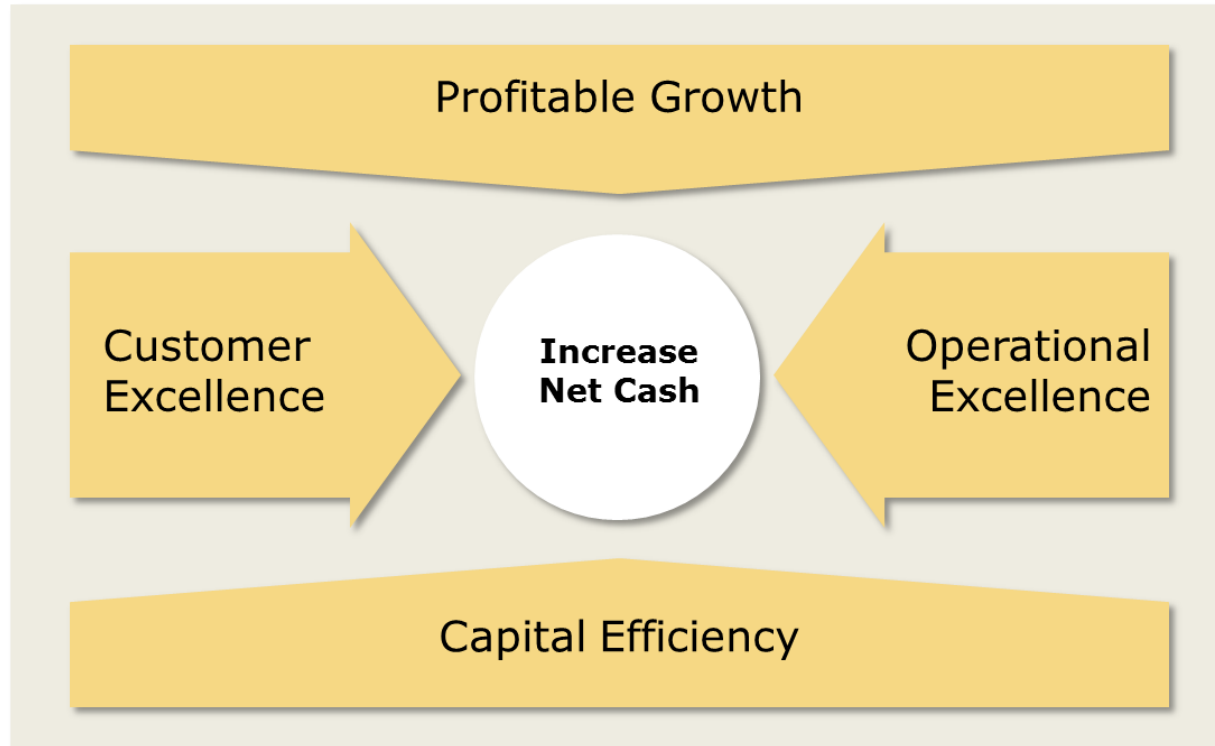 Profitable Growth
Customer
Excellence
Increase
Net Cash
Operational
Excellence
Capital Efficiency